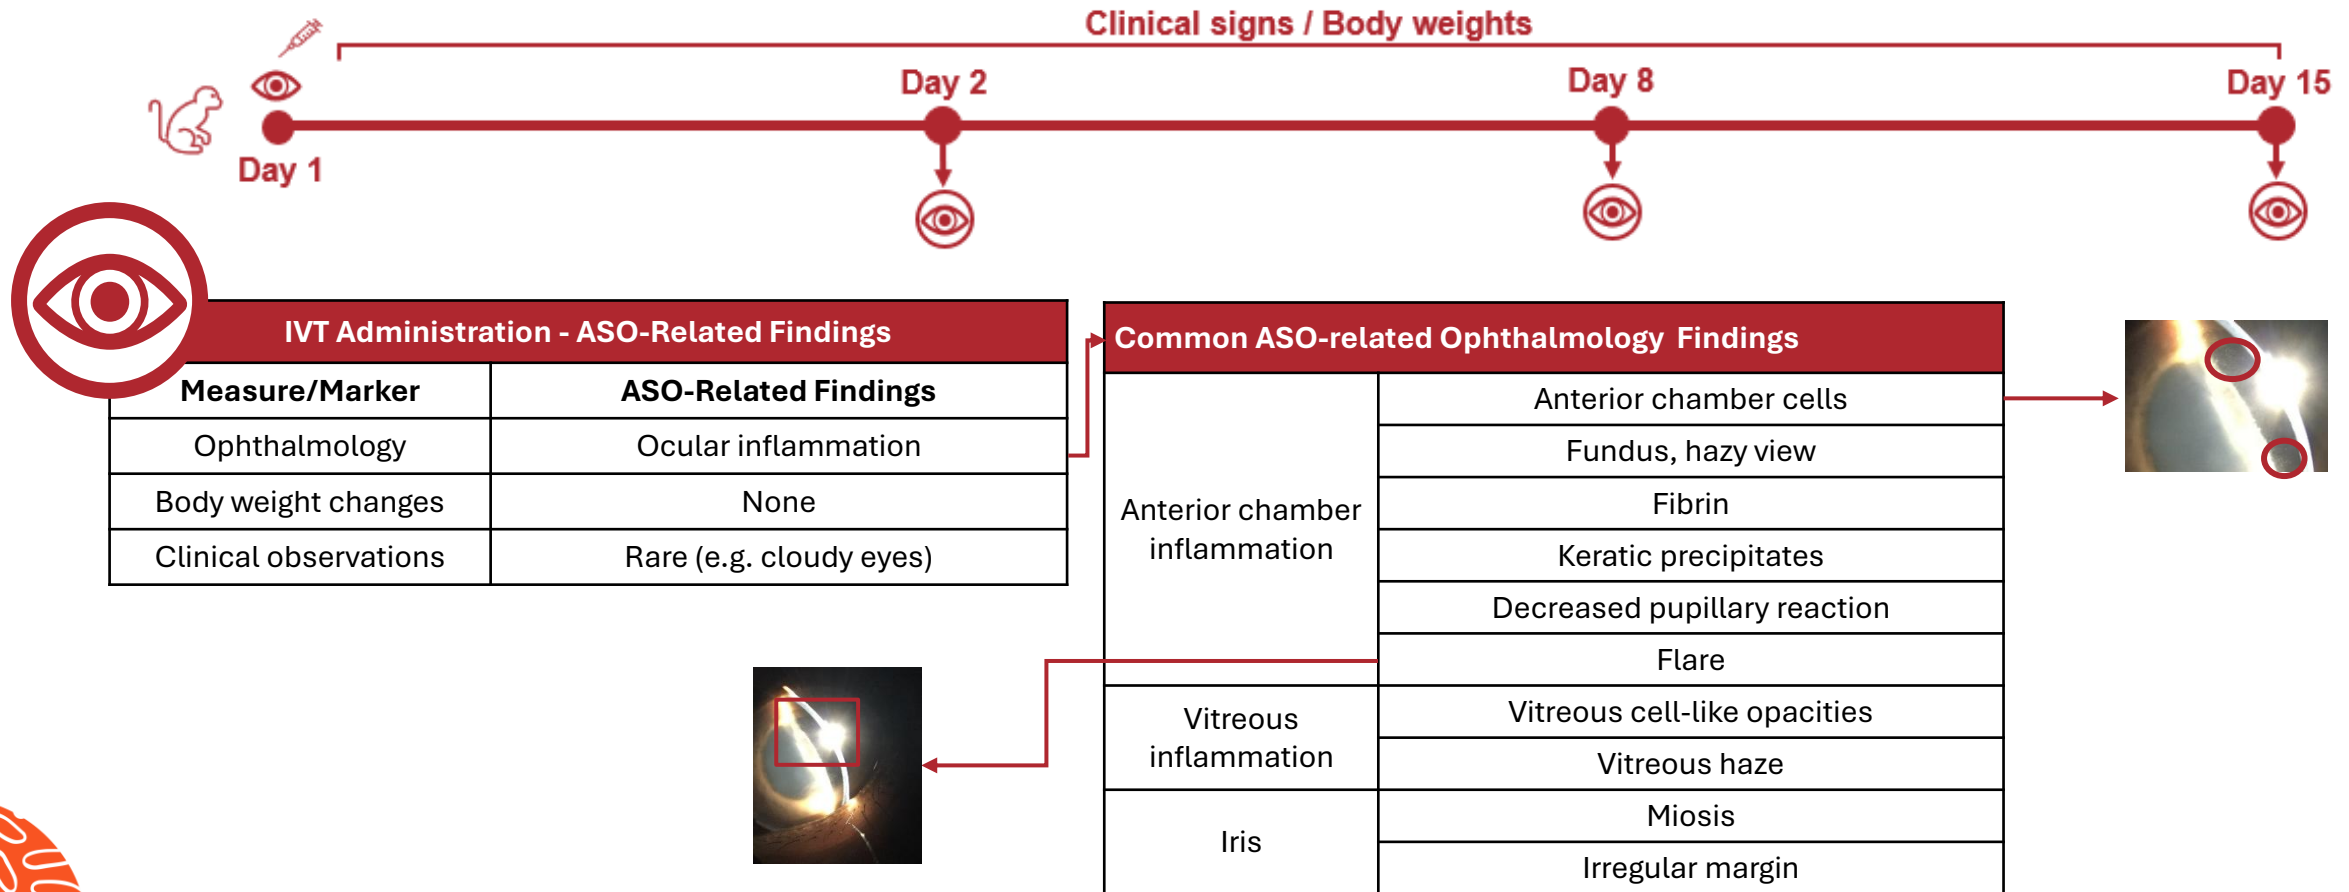 Clinical signs / Body weights
Day 1
Day 2
Day 8
Day 15
IVT Administration - ASO-Related Findings
Measure/Marker ASO-Related Findings
Ophthalmology Ocular inflammation
Body weight changes None
Clinical observations Rare (e.g. cloudy eyes)
Common ASO-related Ophthalmology Findings
Anterior chamber
inflammation
Anterior chamber cells
Fundus, hazy view
Fibrin
Keratic precipitates
Decreased pupillary reaction
Flare
Vitreous
inflammation
Vitreous cell-like opacities
Vitreous haze
Iris
Miosis
Irregular margin